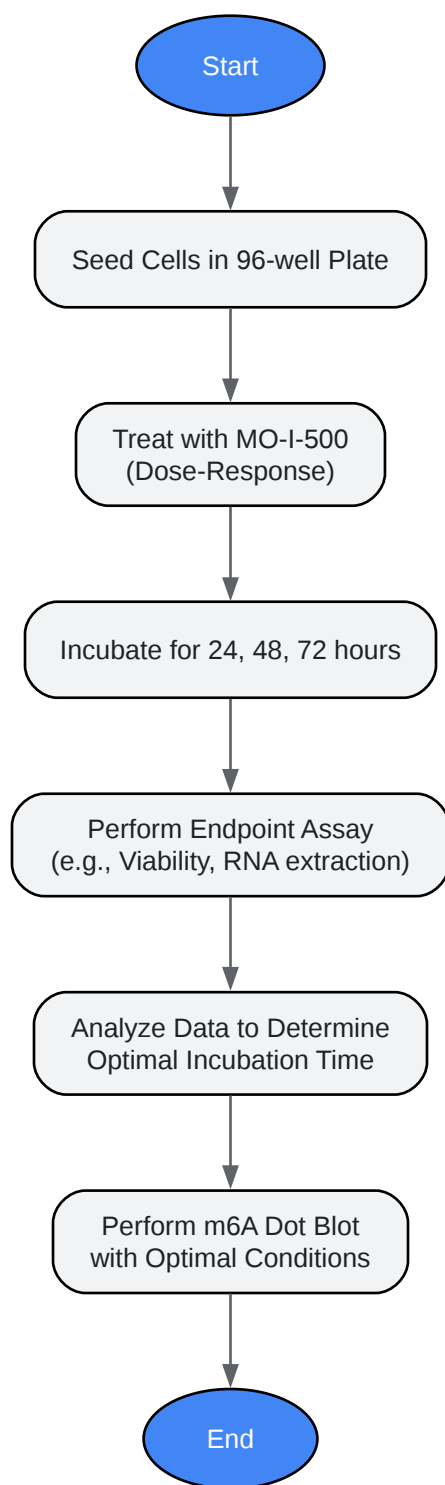 Start
Seed Cells in 96-well Plate
Treat with MO-I-500
(Dose-Response)
Incubate for 24, 48, 72 hours
Perform Endpoint Assay
(e.g., Viability, RNA extraction)
Analyze Data to Determine
Optimal Incubation Time
Perform m6A Dot Blot
with Optimal Conditions
End